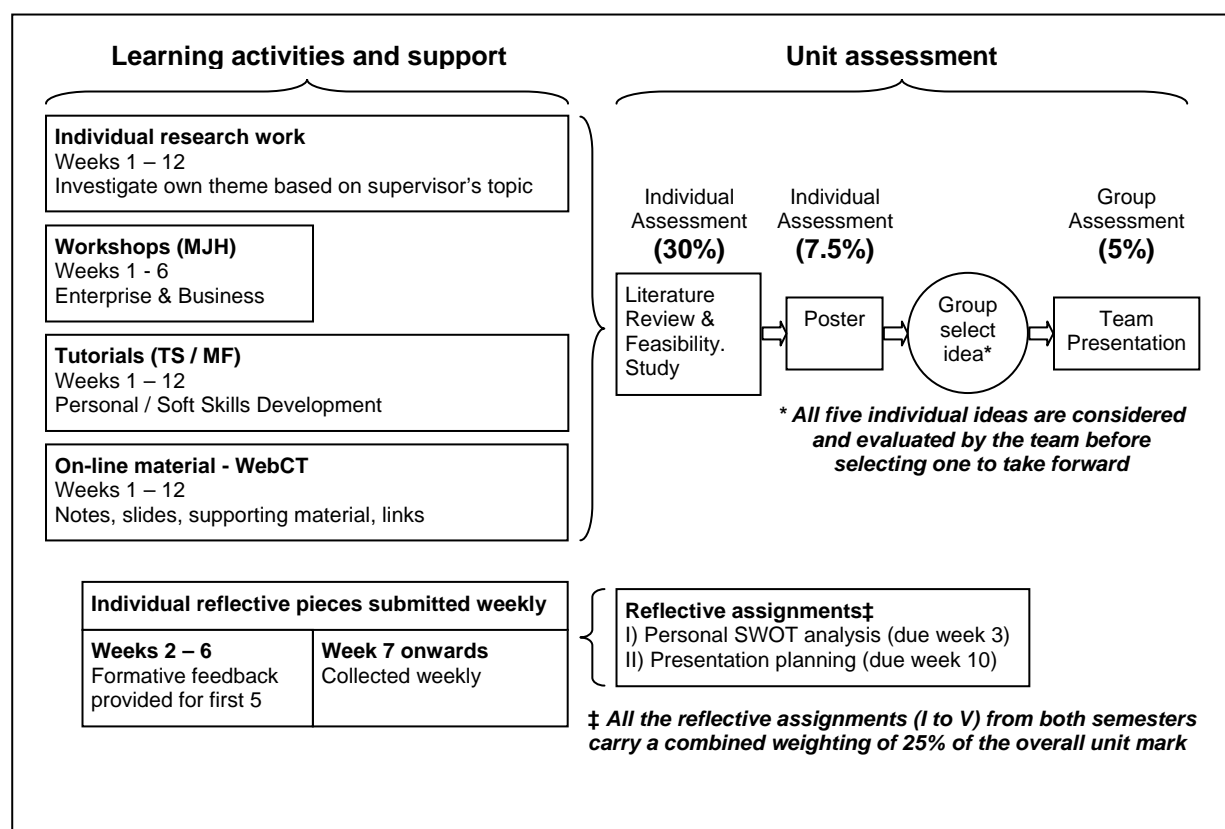 Learning activities and support
Unit assessment
Individual research work
Weeks 1 – 12
Investigate own theme based on supervisor's topic
Workshops (MJH)
Weeks 1 - 6
Enterprise & Business
Tutorials (TS / MF)
Weeks 1 – 12
Personal / Soft Skills Development
On-line material - WebCT
Weeks 1 – 12
Notes, slides, supporting material, links
Individual
Assessment
(30%)
Literature
Review &
Feasibility.
Study
Individual
Assessment
(7.5%)
Poster
Group
select
idea*
Group
Assessment
(5%)
Team
Presentation
* All five individual ideas are considered
and evaluated by the team before
selecting one to take forward
Individual reflective pieces submitted weekly
Weeks 2 – 6
Formative feedback
provided for first 5
Week 7 onwards
Collected weekly
Reflective assignments‡
I) Personal SWOT analysis (due week 3)
II) Presentation planning (due week 10)
‡ All the reflective assignments (I to V) from both semesters
carry a combined weighting of 25% of the overall unit mark